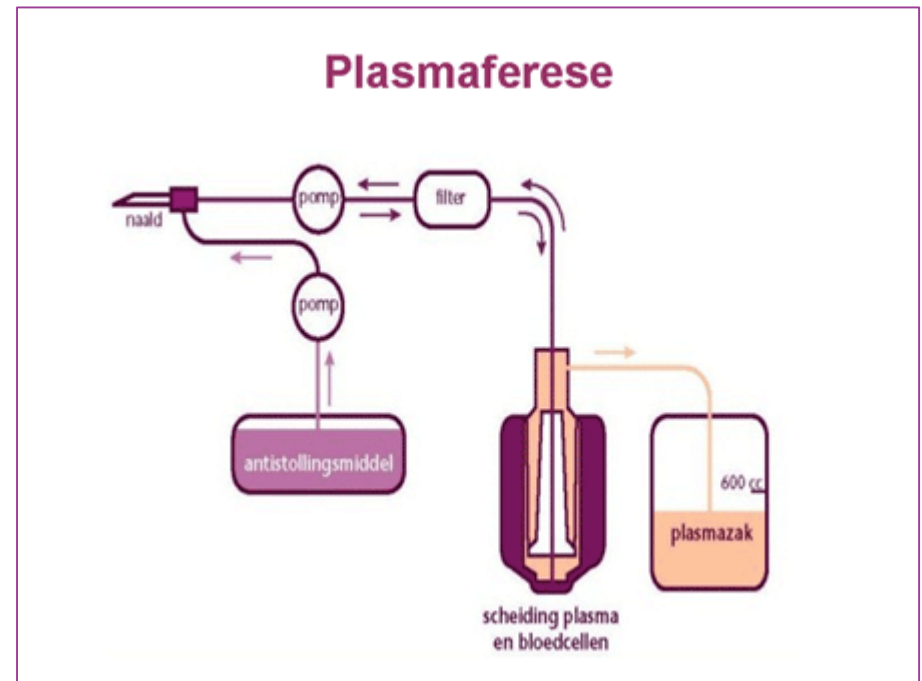 Plasmaferese
pomp
filter
naald
pomp
antistollingsmiddel
600 cc
plasmazak
scheiding plasma
en bloedcellen